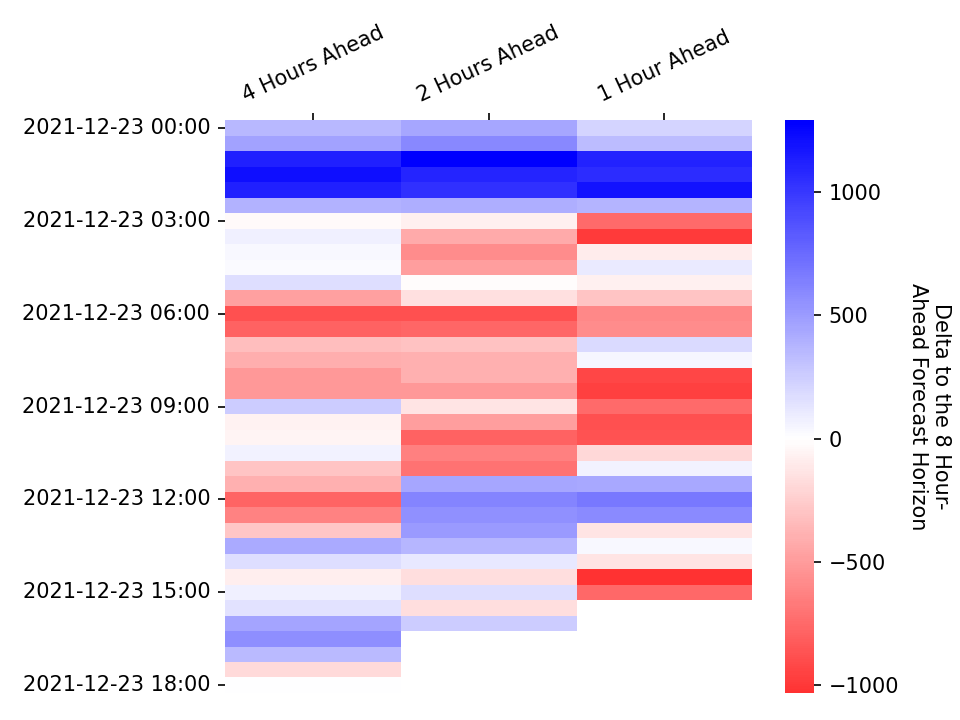 4 Hours Ahead
2 Hours Ahead
1 Hour Ahead
2021-12-23 00:00
2021-12-23 03:00
2021-12-23 06:00
2021-12-23 09:00
2021-12-23 12:00
2021-12-23 15:00
2021-12-23 18:00
1000
500
0
−500
−1000
Delta to the 8 Hour-
Ahead Forecast Horizon